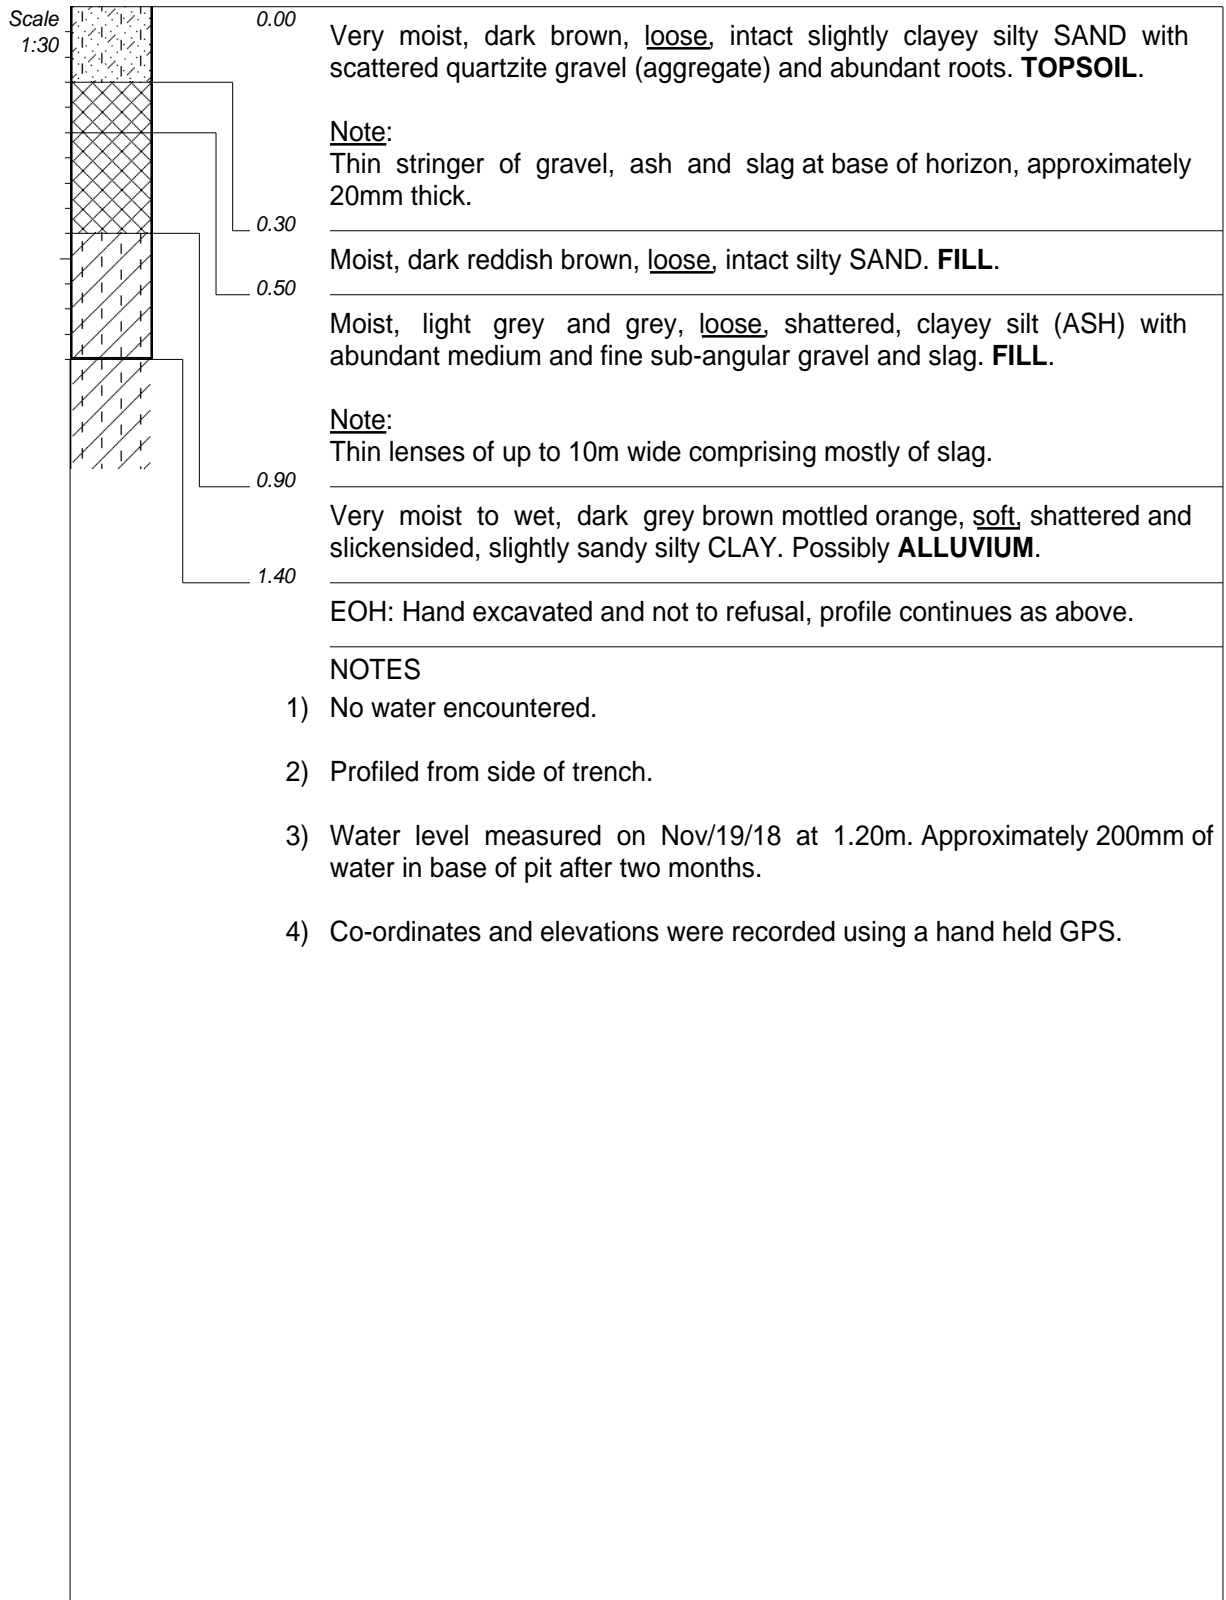 Scale
1:30
0.00
Very moist, dark brown, loose, intact slightly clayey silty SAND with
scattered quartzite gravel (aggregate) and abundant roots. TOPSOIL.
Note:
Thin stringer of gravel, ash and slag at base of horizon, approximately
20mm thick.
0.30
Moist, dark reddish brown, loose, intact silty SAND. FILL.
0.50
Moist, light grey and grey, loose, shattered, clayey silt (ASH) with
abundant medium and fine sub-angular gravel and slag. FILL.
Note:
Thin lenses of up to 10m wide comprising mostly of slag.
0.90
Very moist to wet, dark grey brown mottled orange, soft, shattered and
slickensided, slightly sandy silty CLAY. Possibly ALLUVIUM.
1.40
EOH: Hand excavated and not to refusal, profile continues as above.
NOTES
1) No water encountered.
2) Profiled from side of trench.
3) Water level measured on Nov/19/18 at 1.20m. Approximately 200mm of
water in base of pit after two months.
4) Co-ordinates and elevations were recorded using a hand held GPS.